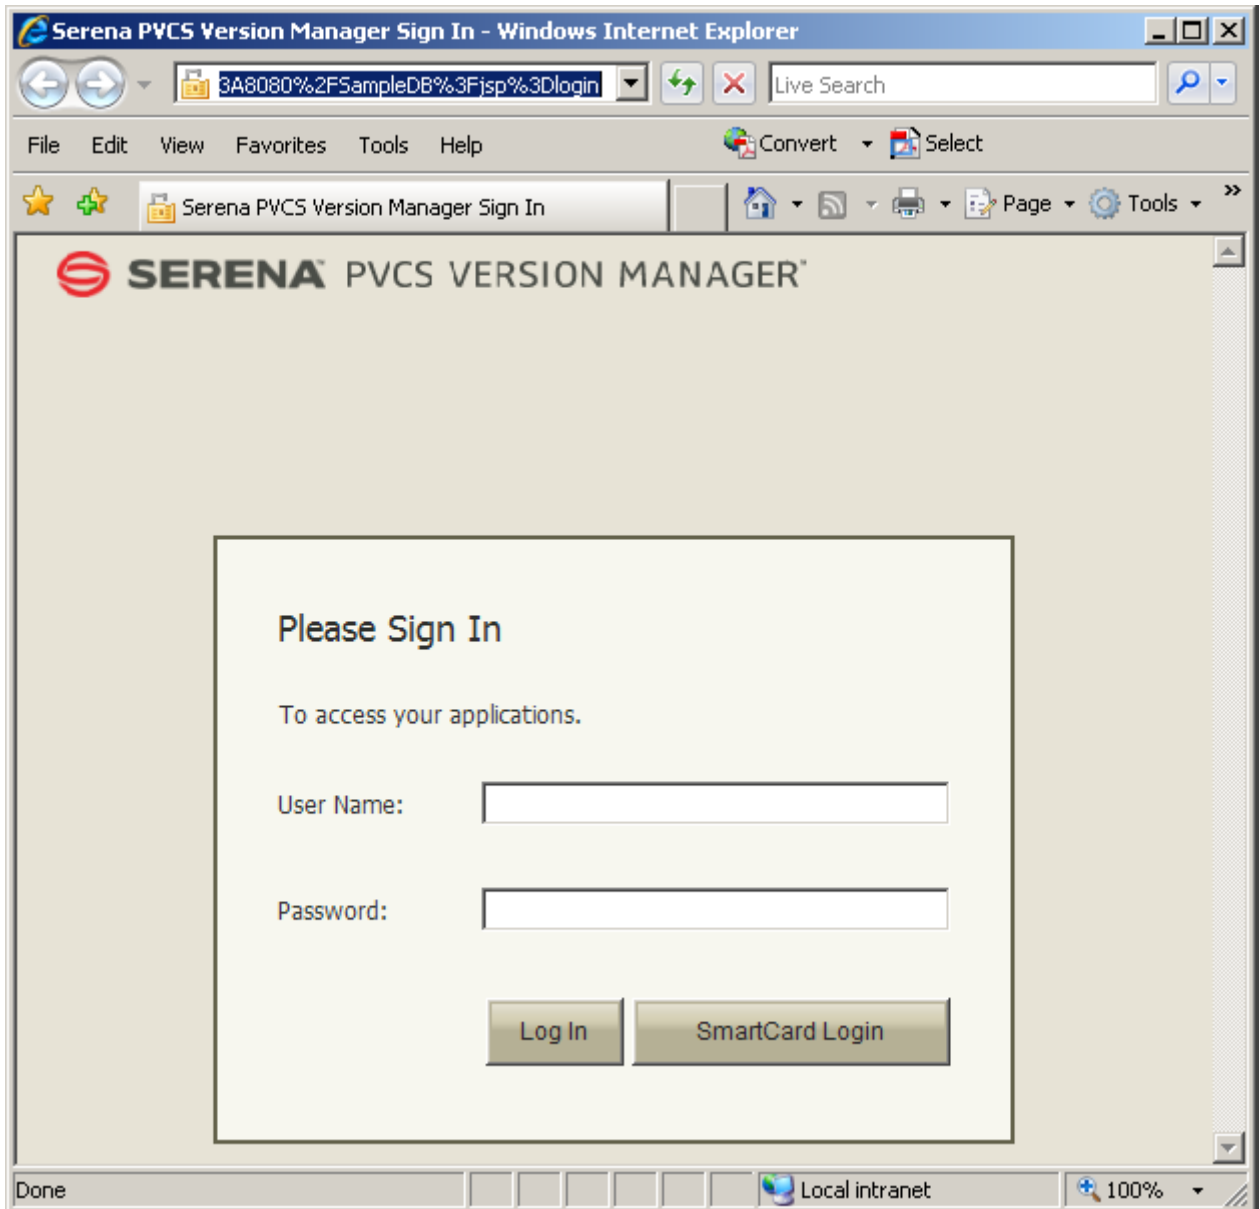 Serena PVCS Version Manager Sign In - Windows Internet Explorer
3A8080%2FSampleDB%3Fjsp%3Dlogin Live Search
File Edit View Favorites Tools Help Convert Select
Serena PVCS Version Manager Sign In Page Tools »
SERENA™ PVCS VERSION MANAGER™
Please Sign In
To access your applications.
User Name:
Password:
Log In SmartCard Login
Done Local intranet 100%